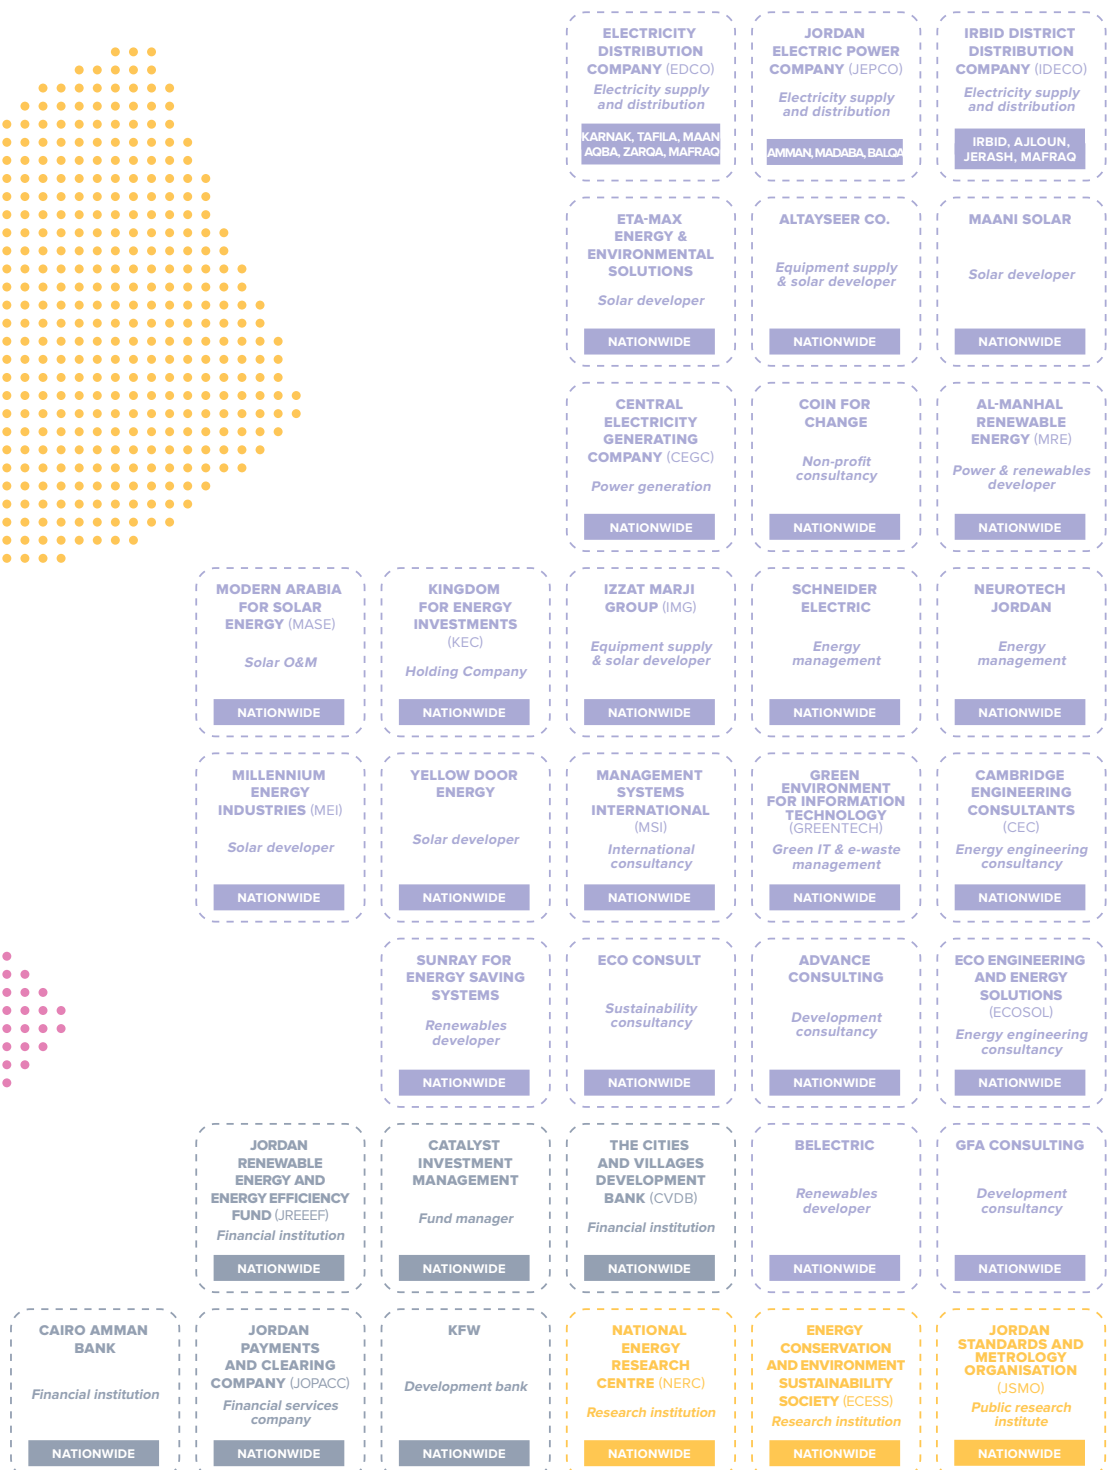 ELECTRICITY
DISTRIBUTION
COMPANY (EDCO)
Electricity supply
and distribution
KARNAK, TAFILA, MAAN
AQBA, ZARQA, MAFRAQ
JORDAN
ELECTRIC POWER
COMPANY (JEPCO)
Electricity supply
and distribution
AMMAN, MADABA, BALQA
IRBID DISTRICT
DISTRIBUTION
COMPANY (IDECO)
Electricity supply
and distribution
IRBID, AJLOUN,
JERASH, MAFRAQ
ETA-MAX
ENERGY &
ENVIRONMENTAL
SOLUTIONS
Solar developer
NATIONWIDE
ALTAYSEER CO.
Equipment supply
& solar developer
NATIONWIDE
MAANI SOLAR
Solar developer
NATIONWIDE
CENTRAL
ELECTRICITY
GENERATING
COMPANY (CEGC)
Power generation
NATIONWIDE
COIN FOR
CHANGE
Non-profit
consultancy
NATIONWIDE
AL-MANHAL
RENEWABLE
ENERGY (MRE)
Power & renewables
developer
NATIONWIDE
MODERN ARABIA
FOR SOLAR
ENERGY (MASE)
Solar O&M
NATIONWIDE
KINGDOM
FOR ENERGY
INVESTMENTS
(KEC)
Holding Company
NATIONWIDE
IZZAT MARJI
GROUP (IMG)
Equipment supply
& solar developer
NATIONWIDE
SCHNEIDER
ELECTRIC
Energy
management
NATIONWIDE
NEUROTECH
JORDAN
Energy
management
NATIONWIDE
MILLENNIUM
ENERGY
INDUSTRIES (MEI)
Solar developer
NATIONWIDE
YELLOW DOOR
ENERGY
Solar developer
NATIONWIDE
MANAGEMENT
SYSTEMS
INTERNATIONAL
(MSI)
International
consultancy
NATIONWIDE
GREEN
ENVIRONMENT
FOR INFORMATION
TECHNOLOGY
(GREENTECH)
Green IT & e-waste
management
NATIONWIDE
CAMBRIDGE
ENGINEERING
CONSULTANTS
(CEC)
Energy engineering
consultancy
NATIONWIDE
SUNRAY FOR
ENERGY SAVING
SYSTEMS
Renewables
developer
NATIONWIDE
ECO CONSULT
Sustainability
consultancy
NATIONWIDE
ADVANCE
CONSULTING
Development
consultancy
NATIONWIDE
ECO ENGINEERING
AND ENERGY
SOLUTIONS
(ECOSOL)
Energy engineering
consultancy
NATIONWIDE
JORDAN
RENEWABLE
ENERGY AND
ENERGY EFFICIENCY
FUND (JREEEF)
Financial institution
NATIONWIDE
CATALYST
INVESTMENT
MANAGEMENT
Fund manager
NATIONWIDE
THE CITIES
AND VILLAGES
DEVELOPMENT
BANK (CVDB)
Financial institution
NATIONWIDE
BELECTRIC
Renewables
developer
NATIONWIDE
GFA CONSULTING
Development
consultancy
NATIONWIDE
CAIRO AMMAN
BANK
Financial institution
NATIONWIDE
JORDAN
PAYMENTS
AND CLEARING
COMPANY (JOPACC)
Financial services
company
NATIONWIDE
KFW
Development bank
NATIONWIDE
NATIONAL
ENERGY
RESEARCH
CENTRE (NERC)
Research institution
NATIONWIDE
ENERGY
CONSERVATION
AND ENVIRONMENT
SUSTAINABILITY
SOCIETY (ECESS)
Research institution
NATIONWIDE
JORDAN
STANDARDS AND
METROLOGY
ORGANISATION
(JSMO)
Public research
institute
NATIONWIDE